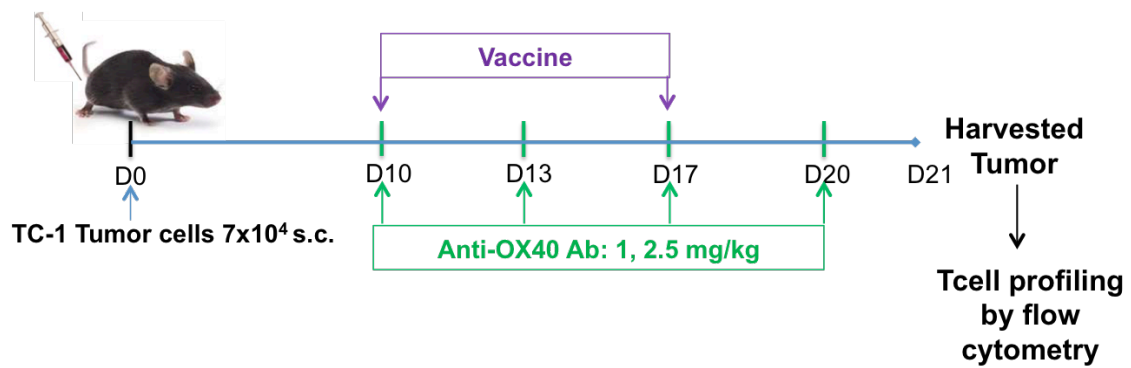 Vaccine
Harvested
Tumor
D0
D10
D13
D17
D20
D21
TC-1 Tumor cells 7x10⁴ s.c.
Anti-OX40 Ab: 1, 2.5 mg/kg
Tcell profiling
by flow
cytometry